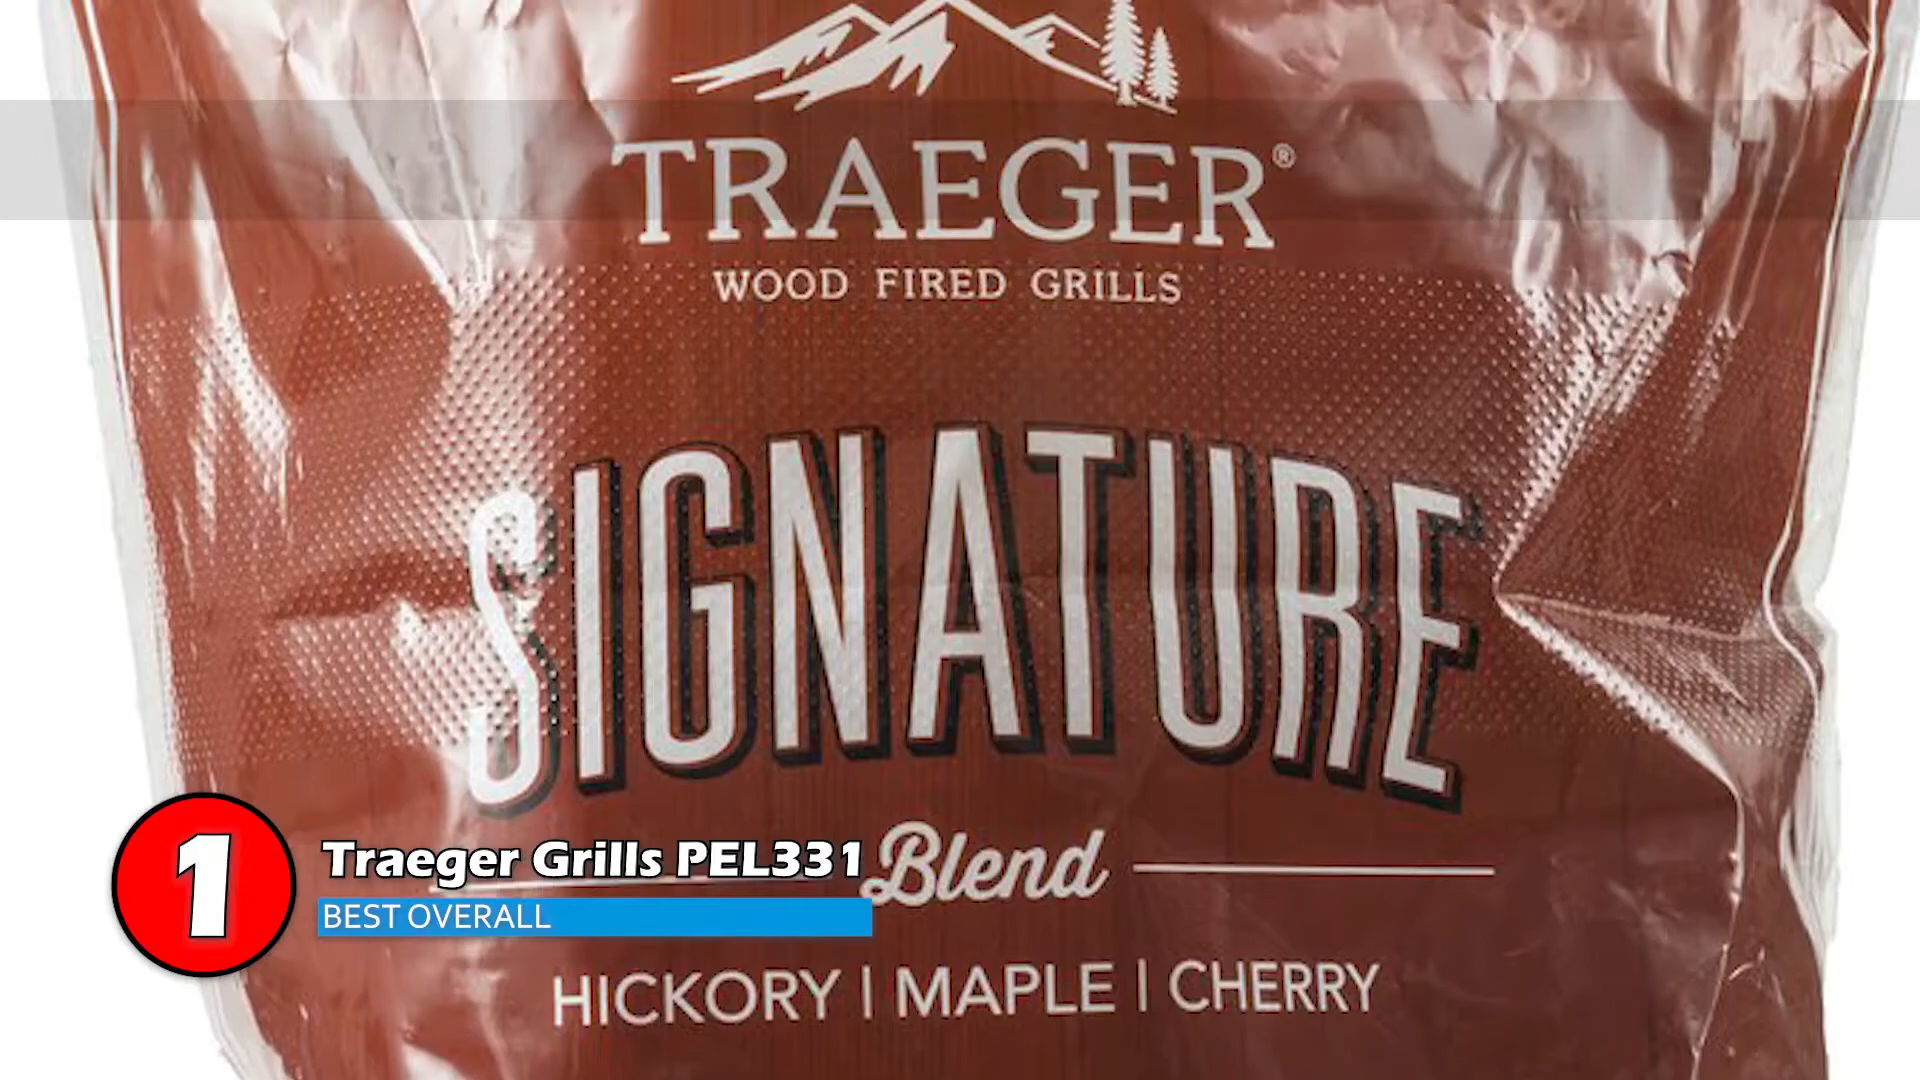 TRAEGER®
WOOD FIRED GRILLS
SIGNATURE
Blend
HICKORY | MAPLE | CHERRY
1
Traeger Grills PEL331
BEST OVERALL